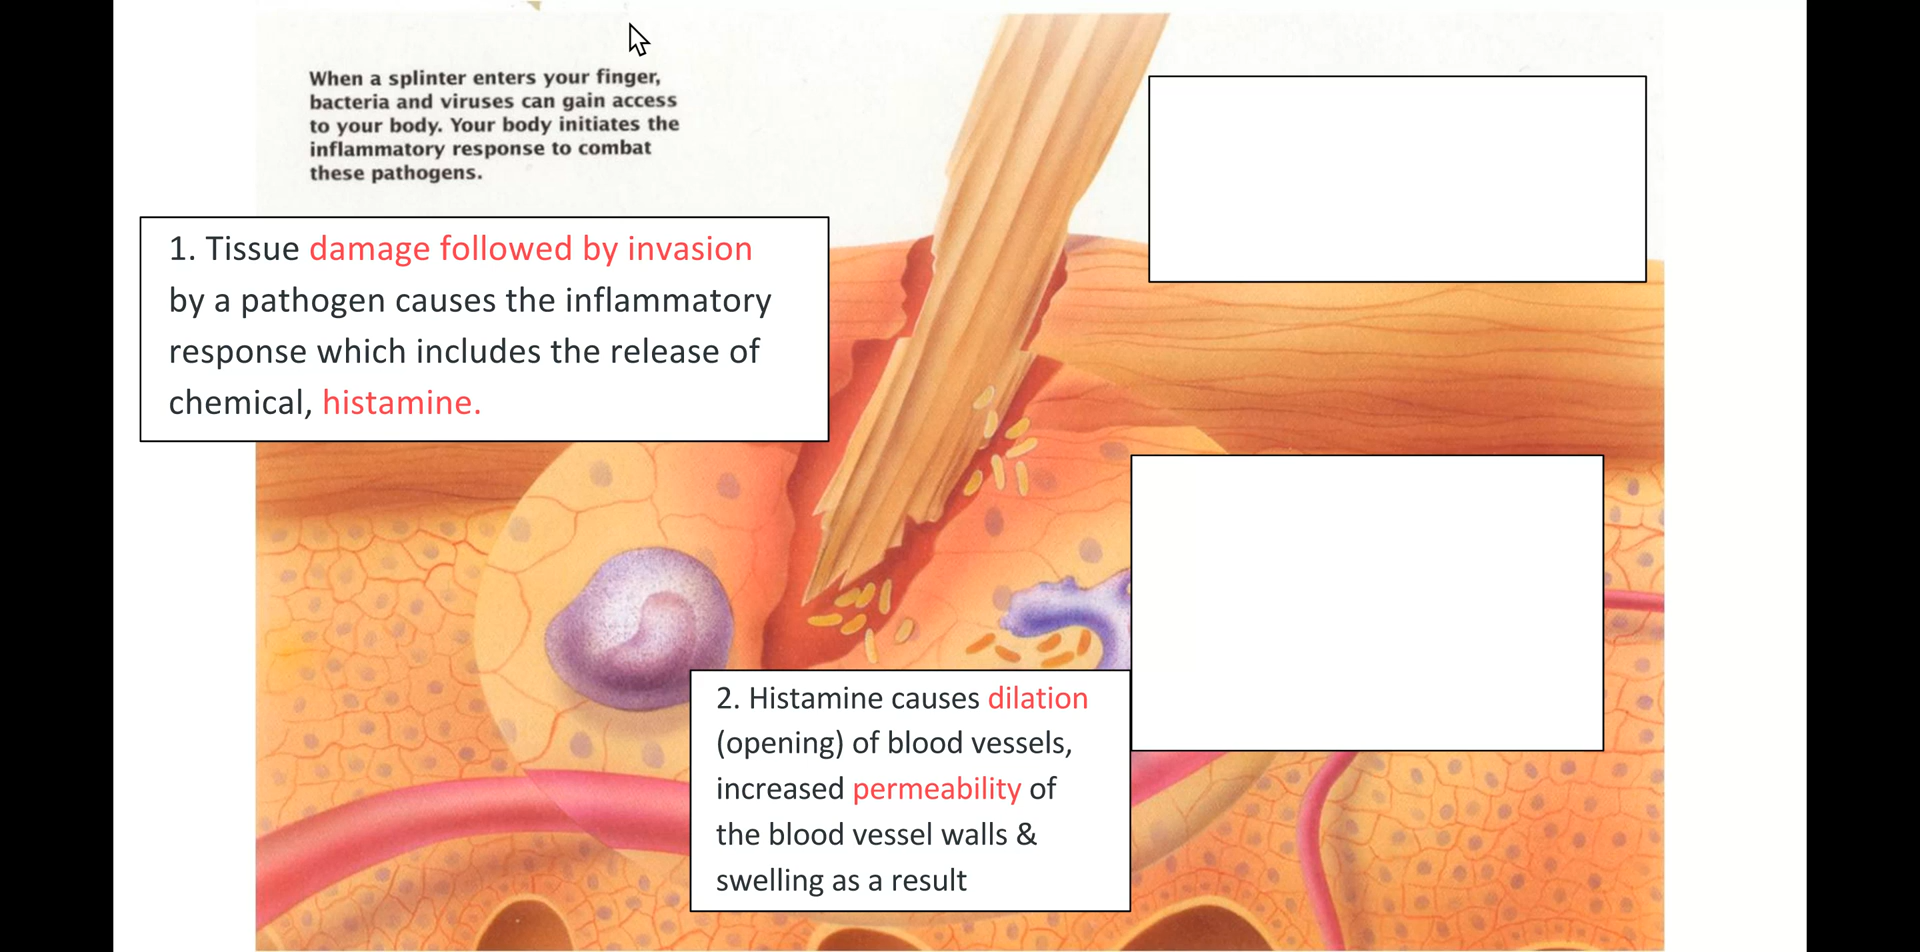 When a splinter enters your finger,
bacteria and viruses can gain access
to your body. Your body initiates the
inflammatory response to combat
these pathogens.
1. Tissue damage followed by invasion
by a pathogen causes the inflammatory
response which includes the release of
chemical, histamine.
2. Histamine causes dilation
(opening) of blood vessels,
increased permeability of
the blood vessel walls &
swelling as a result